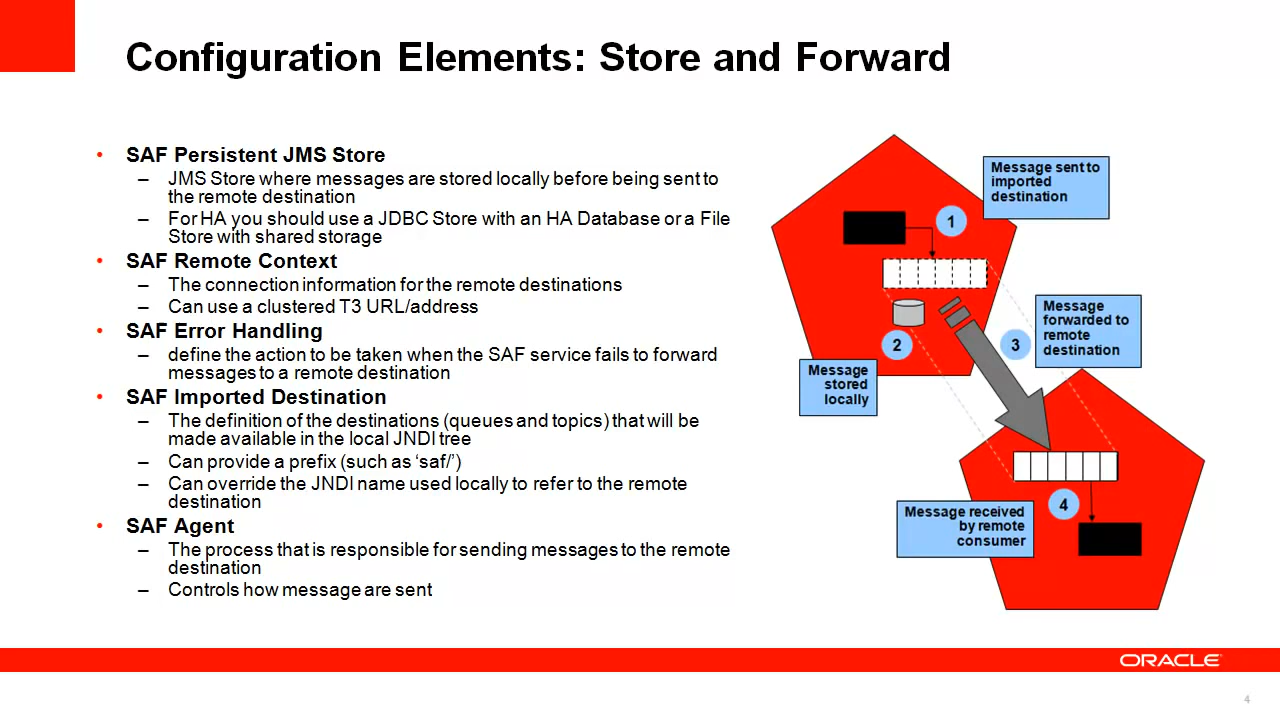 Configuration Elements: Store and Forward
• SAF Persistent JMS Store
– JMS Store where messages are stored locally before being sent to
the remote destination
– For HA you should use a JDBC Store with an HA Database or a File
Store with shared storage
• SAF Remote Context
– The connection information for the remote destinations
– Can use a clustered T3 URL/address
• SAF Error Handling
– define the action to be taken when the SAF service fails to forward
messages to a remote destination
• SAF Imported Destination
– The definition of the destinations (queues and topics) that will be
made available in the local JNDI tree
– Can provide a prefix (such as ‘saf/’)
– Can override the JNDI name used locally to refer to the remote
destination
• SAF Agent
– The process that is responsible for sending messages to the remote
destination
– Controls how message are sent
Message sent to
imported
destination
1
2
Message
stored
locally
3
Message
forwarded to
remote
destination
4
Message received
by remote
consumer
ORACLE
4